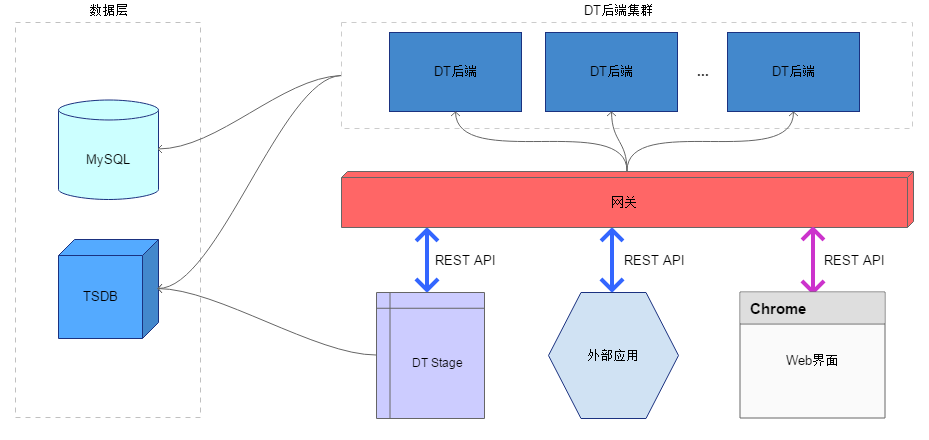 数据层
DT后端集群
DT后端
DT后端
...
DT后端
MySQL
网关
TSDB
REST API
REST API
REST API
DT Stage
外部应用
Chrome
Web界面